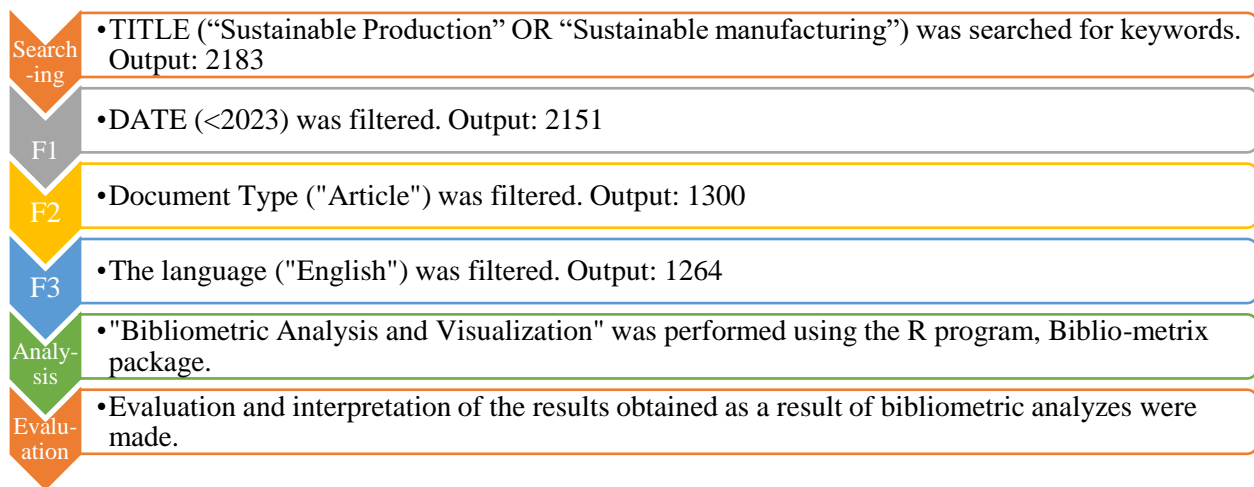 Search
-ing
•TITLE (“Sustainable Production” OR “Sustainable manufacturing”) was searched for keywords.
Output: 2183
F1
•DATE (<2023) was filtered. Output: 2151
F2
•Document Type ("Article") was filtered. Output: 1300
F3
•The language ("English") was filtered. Output: 1264
Analy-
sis
•"Bibliometric Analysis and Visualization" was performed using the R program, Biblio-metrix
package.
Evalu-
ation
•Evaluation and interpretation of the results obtained as a result of bibliometric analyzes were
made.